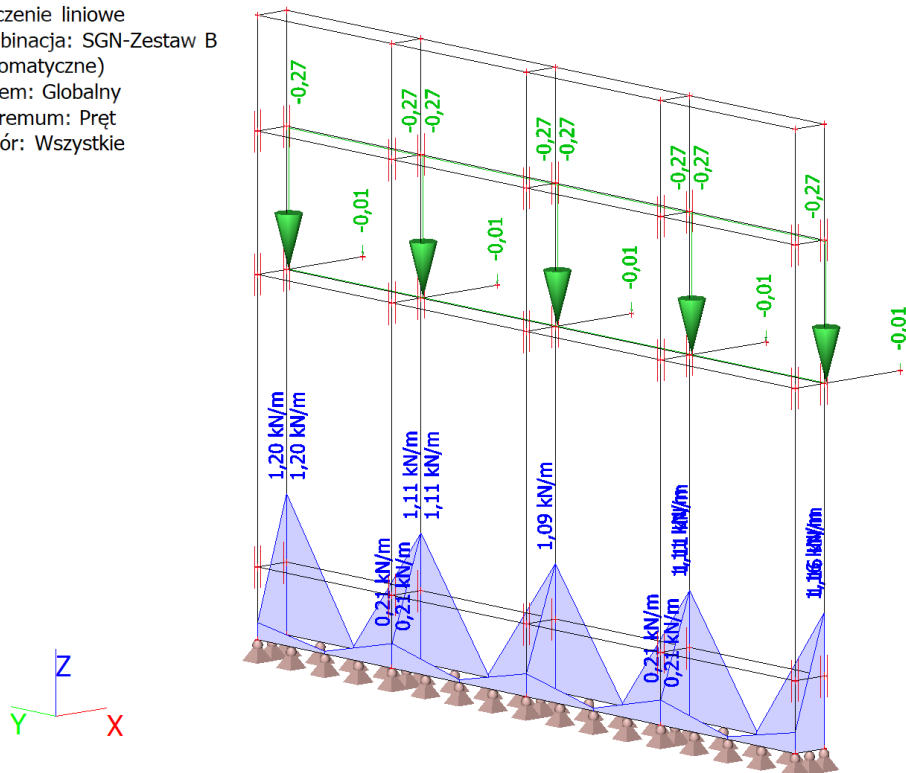 czenie liniowe
binacja: SGN-Zestaw B
omatyczne)
em: Globalny
remum: Pręt
ór: Wszystkie
-0,27
-0,27
-0,27
-0,27
-0,27
-0,27
-0,27
-0,27
-0,01
-0,01
-0,01
-0,01
-0,01
1,20 kN/m
1,20 kN/m
1,11 kN/m
1,11 kN/m
1,09 kN/m
1,11 kN/m
0,21 kN/m
0,21 kN/m
0,21 kN/m
0,21 kN/m
Z
Y
X